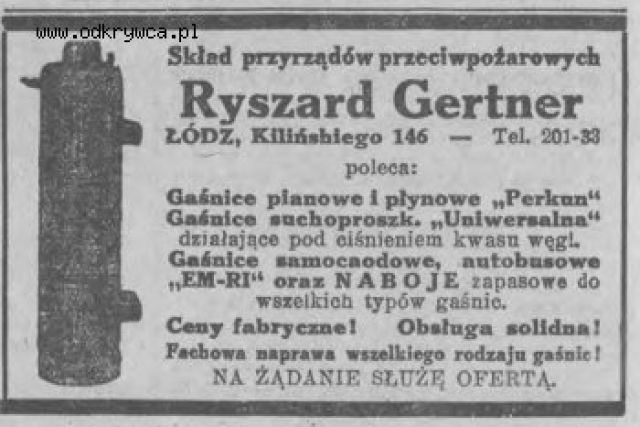 www.odkrywca.pl
Skład przyrządów przeciwpożarowych
Ryszard Gertner
ŁÓDZ, Kilińskiego 146 — Tel. 201-33
poleca:
Gaśnice pianowe i płynowe „Perkun“
Gaśnice suchoproszk. „Uniwersalna“
działające pod ciśnieniem kwasu węgl.
Gaśnice samochodowe, autobusowe
„EM-RI“ oraz NABOJE zapasowe do
wszelkich typów gaśnic.
Ceny fabryczne! Obsługa solidna!
Fachowa naprawa wszelkiego rodzaju gaśnic!
NA ŻĄDANIE SŁUŻĘ OFERTĄ.